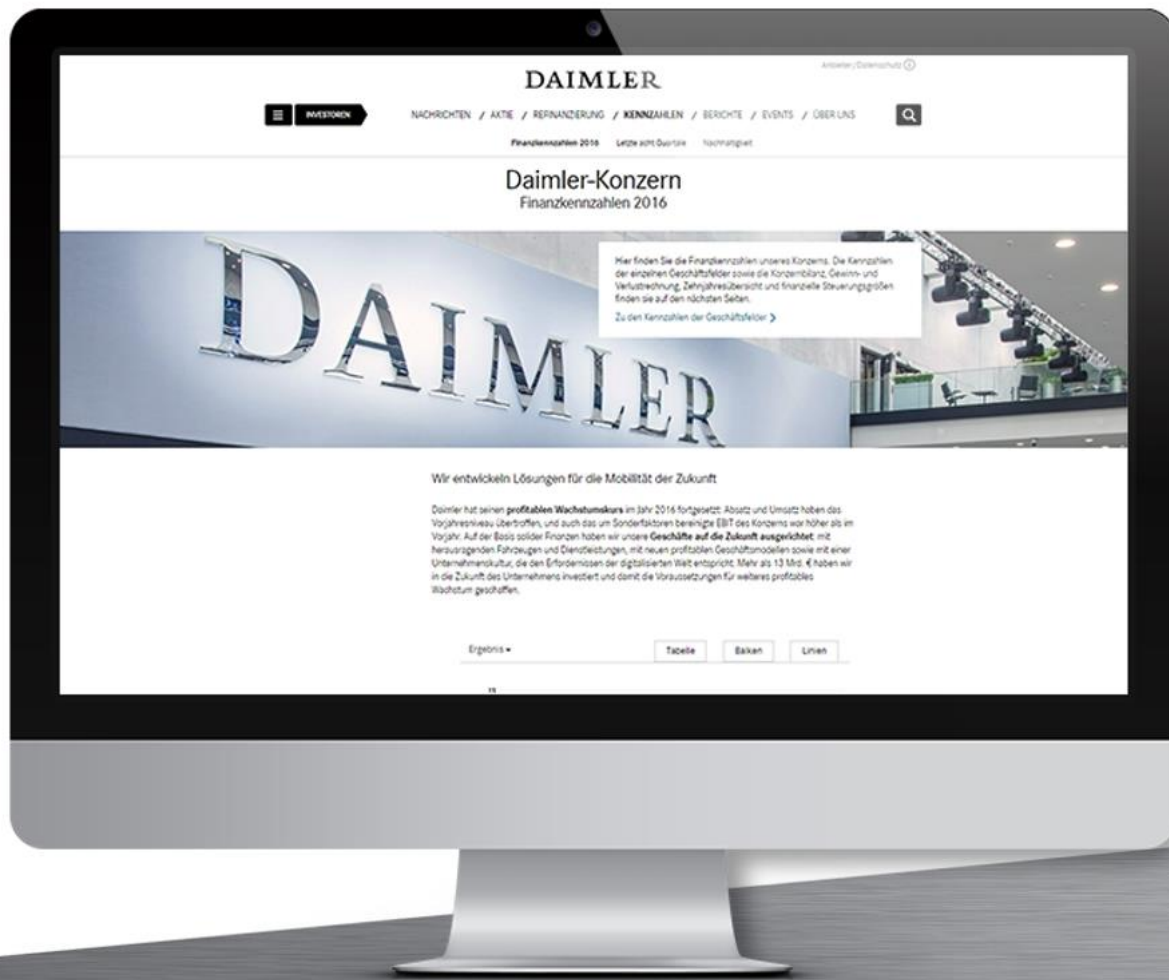 Anbieter/Datenschutz
DAIMLER
INVESTOREN
NACHRICHTEN / AKTIE / REFINANZIERUNG / KENNZAHLEN / BERICHTE / EVENTS / ÜBER UNS
Finanzkennzahlen 2016 Letzte acht Quartale Nachhaltigkeit
Daimler-Konzern
Finanzkennzahlen 2016
DAIMLER
Hier finden Sie die Finanzkennzahlen unseres Konzerns. Die Kennzahlen
der einzelnen Geschäftsfelder sowie die Konzernbilanz, Gewinn- und
Verlustrechnung, Zehnjahresübersicht und finanzielle Steuerungsgrößen
finden sie auf den nächsten Seiten.
Zu den Kennzahlen der Geschäftsfelder
Wir entwickeln Lösungen für die Mobilität der Zukunft
Daimler hat seinen profitablen Wachstumskurs im Jahr 2016 fortgesetzt: Absatz und Umsatz haben das
Vorjahresniveau übertroffen, und auch das um Sonderfaktoren bereinigte EBIT des Konzerns war höher als im
Vorjahr. Auf der Basis solider Finanzen haben wir unsere Geschäfte auf die Zukunft ausgerichtet: mit
herausragenden Fahrzeugen und Dienstleistungen, mit neuen profitablen Geschäftsmodellen sowie mit einer
Unternehmenskultur, die den Erfordernissen der digitalisierten Welt entspricht. Mehr als 13 Mrd. € haben wir
in die Zukunft des Unternehmens investiert und damit die Voraussetzungen für weiteres profitables
Wachstum geschaffen.
Ergebnis Tabelle Balken Linien